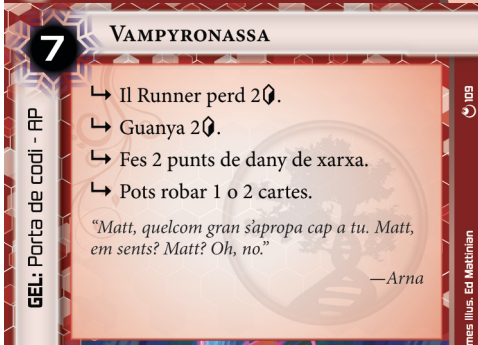 7
VAMPYRONASSA
↳ Il Runner perd 2.
↳ Guanya 2.
↳ Fes 2 punts de dany de xarxa.
↳ Pots robar 1 o 2 cartes.
“Matt, quelcom gran s’apropa cap a tu. Matt,
em sents? Matt? Oh, no.”
—Arna
GEL: Porta de codi - AP
109
mes Illus. Ed Mattinian